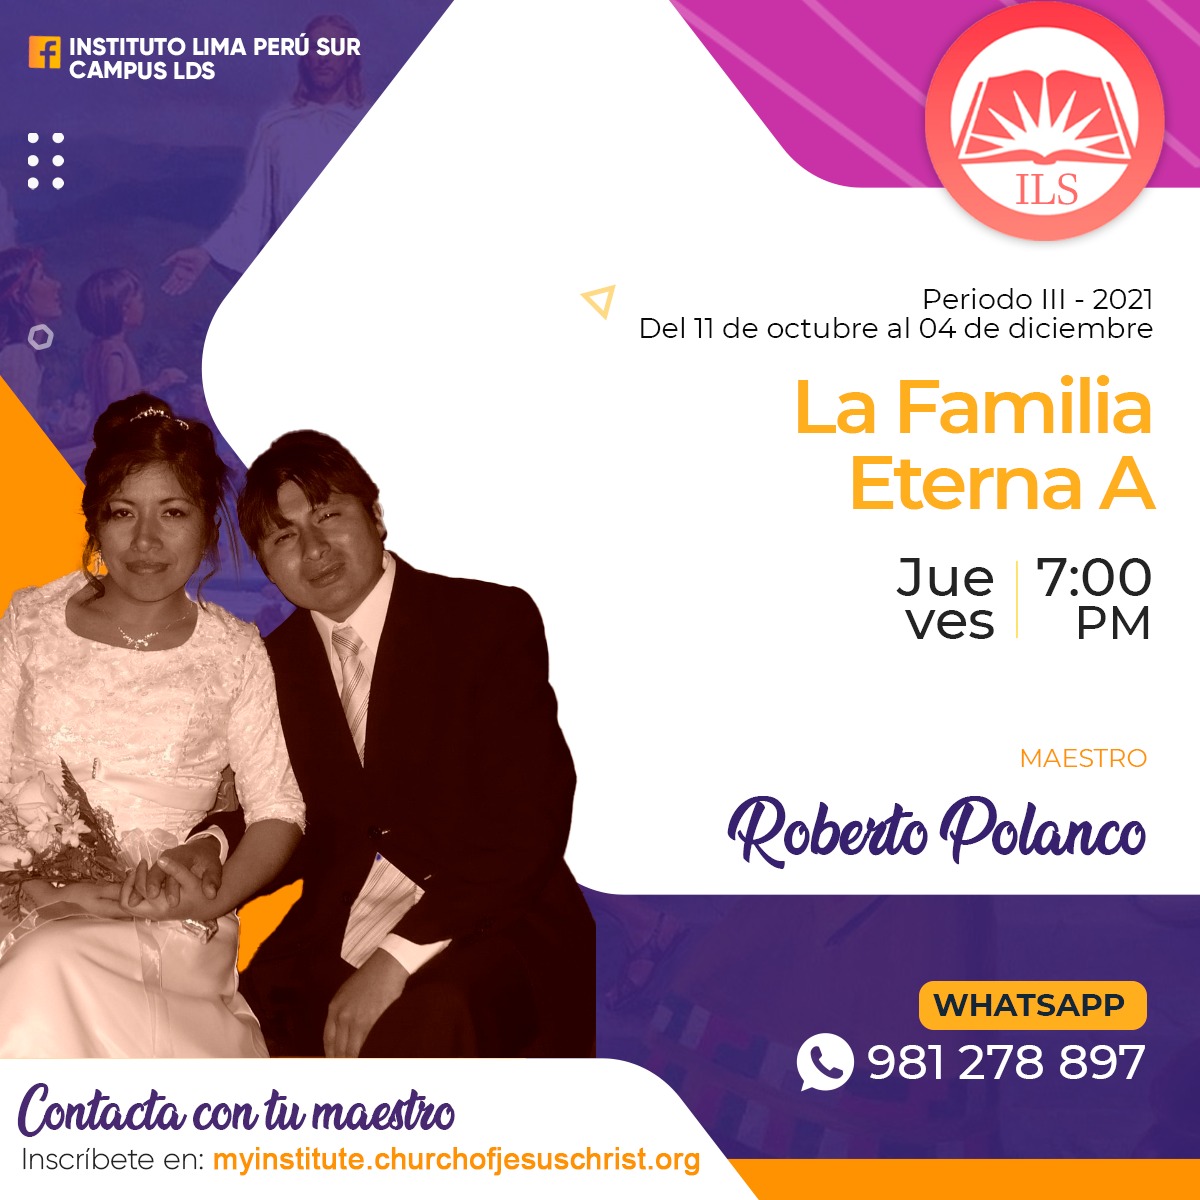 INSTITUTO LIMA PERÚ SUR
CAMPUS LDS
ILS
Periodo III - 2021
Del 11 de octubre al 04 de diciembre
La Familia
Eterna A
Jue
ves
7:00
PM
MAESTRO
Roberto Polanco
WHATSAPP
981 278 897
Contacta con tu maestro
Inscríbete en: myinstitute.churchofjesuschrist.org